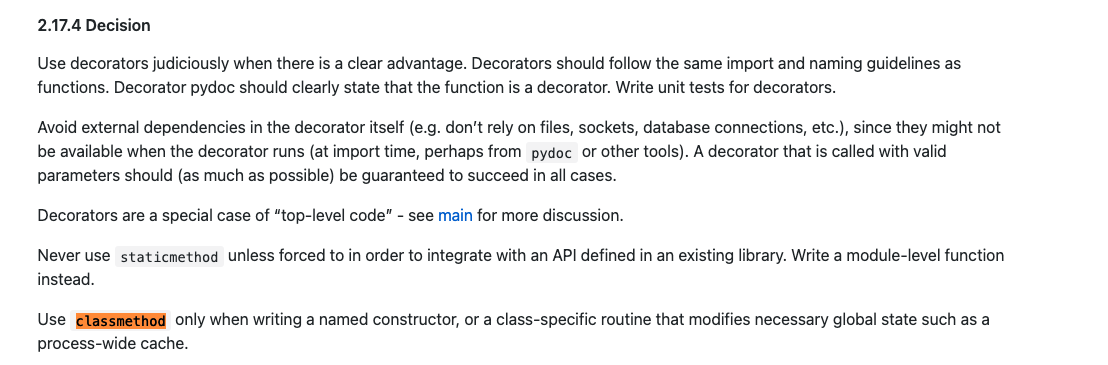 2.17.4 Decision
Use decorators judiciously when there is a clear advantage. Decorators should follow the same import and naming guidelines as
functions. Decorator pydoc should clearly state that the function is a decorator. Write unit tests for decorators.
Avoid external dependencies in the decorator itself (e.g. don’t rely on files, sockets, database connections, etc.), since they might not
be available when the decorator runs (at import time, perhaps from pydoc or other tools). A decorator that is called with valid
parameters should (as much as possible) be guaranteed to succeed in all cases.
Decorators are a special case of “top-level code” - see main for more discussion.
Never use staticmethod unless forced to in order to integrate with an API defined in an existing library. Write a module-level function
instead.
Use classmethod only when writing a named constructor, or a class-specific routine that modifies necessary global state such as a
process-wide cache.